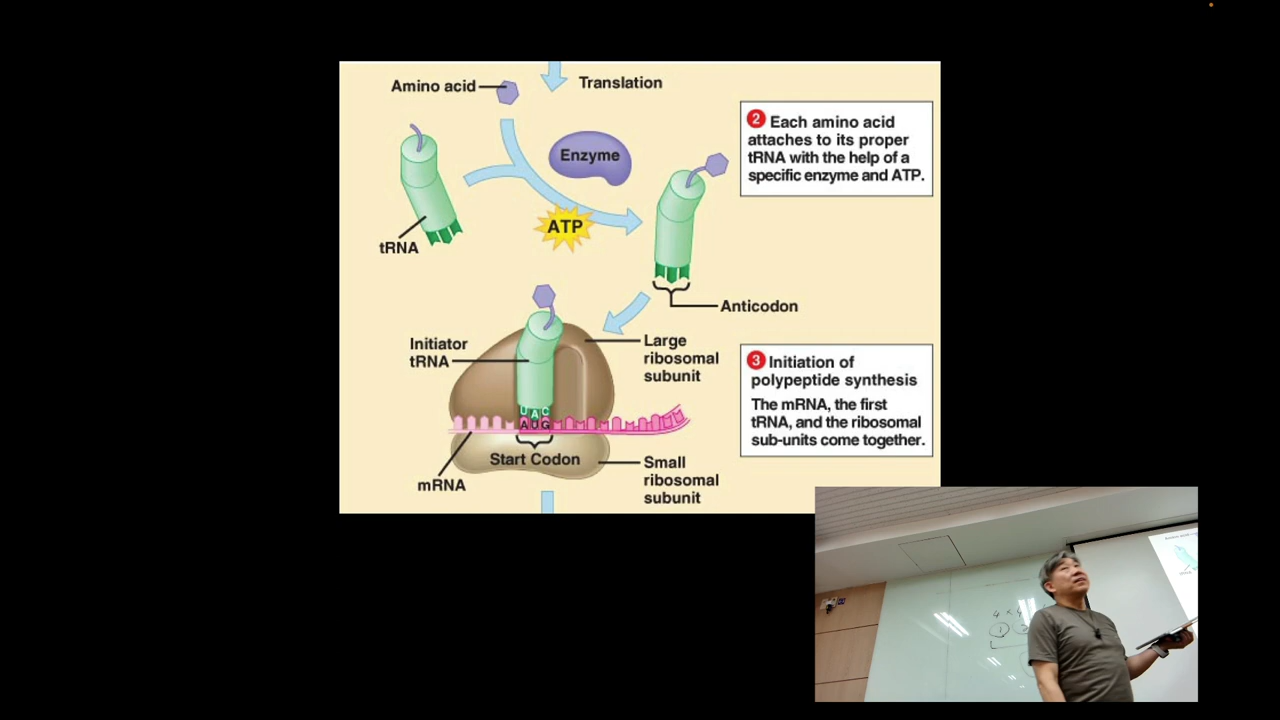 Amino acid
Translation
Enzyme
2 Each amino acid
attaches to its proper
tRNA with the help of a
specific enzyme and ATP.
tRNA
ATP
Anticodon
Initiator
tRNA
Large
ribosomal
subunit
3 Initiation of
polypeptide synthesis
The mRNA, the first
tRNA, and the ribosomal
sub-units come together.
UAC
AUG
Start Codon
mRNA
Small
ribosomal
subunit